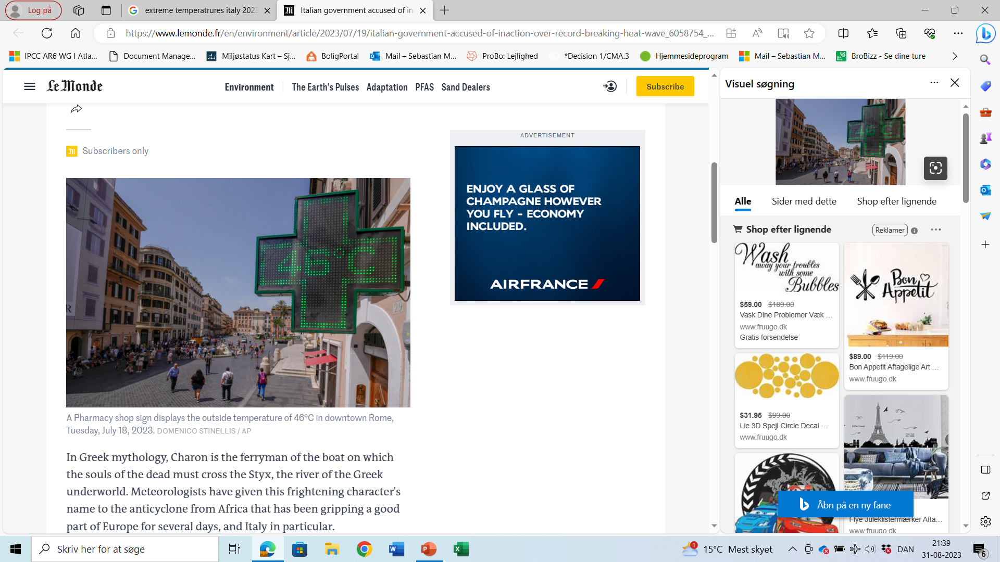 Log på
extreme temperatrures italy 2023
Italian government accused of in
https://www.lemonde.fr/en/environment/article/2023/07/19/italian-government-accused-of-inaction-over-record-breaking-heat-wave_6058754_...
IPCC AR6 WG I Atla...
Document Manage...
Miljøstatus Kart – Sj...
BoligPortal
Mail – Sebastian M...
ProBo: Lejlighed
*Decision 1/CMA.3
Hjemmesideprogram
Mail – Sebastian M...
BroBizz - Se dine ture
Le Monde
Environment
The Earth's Pulses
Adaptation
PFAS
Sand Dealers
Subscribe
Subscribers only
46°C
29
A Pharmacy shop sign displays the outside temperature of 46°C in downtown Rome,
Tuesday, July 18, 2023. DOMENICO STINELLIS / AP
In Greek mythology, Charon is the ferryman of the boat on which
the souls of the dead must cross the Styx, the river of the Greek
underworld. Meteorologists have given this frightening character's
name to the anticyclone from Africa that has been gripping a good
part of Europe for several days, and Italy in particular.
ADVERTISEMENT
ENJOY A GLASS OF
CHAMPAGNE HOWEVER
YOU FLY – ECONOMY
INCLUDED.
AIRFRANCE
Visuel søgning
46°C
Alle
Sider med dette
Shop efter lignende
Shop efter lignende
Reklamer
Wash
away your troubles
with some
Bubbles
$59.00 $189.00
Vask Dine Problemer Væk ...
www.fruugo.dk
Gratis forsendelse
Bon
Appetit
$89.00 $119.00
Bon Appetit Aftagelige Art ...
www.fruugo.dk
$31.95 $99.00
Lie 3D Spejl Circle Decal ...
www.fruugo.dk
Åbn på en ny fane
Flye Juleklistermærker Afta...
www.fruugo.dk
Skriv her for at søge
1
15°C Mest skyet
DAN
21:39
31-08-2023
6